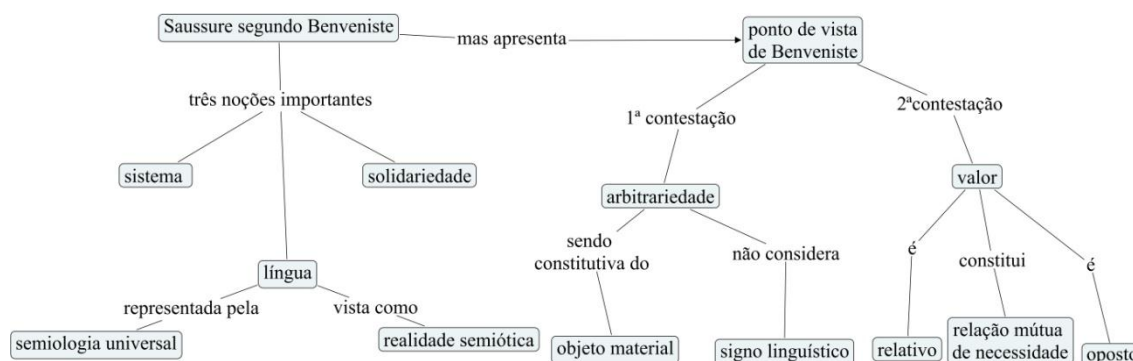 Saussure segundo Benveniste
mas apresenta
ponto de vista
de Benveniste
três noções importantes
1ª contestação
2ªcontestação
sistema
solidariedade
arbitrariedade
valor
sendo
constitutiva do
não considera
é
constitui
é
língua
representada pela
vista como
semiologia universal
realidade semiótica
objeto material
signo linguístico
relativo
relação mútua
de necessidade
oposto